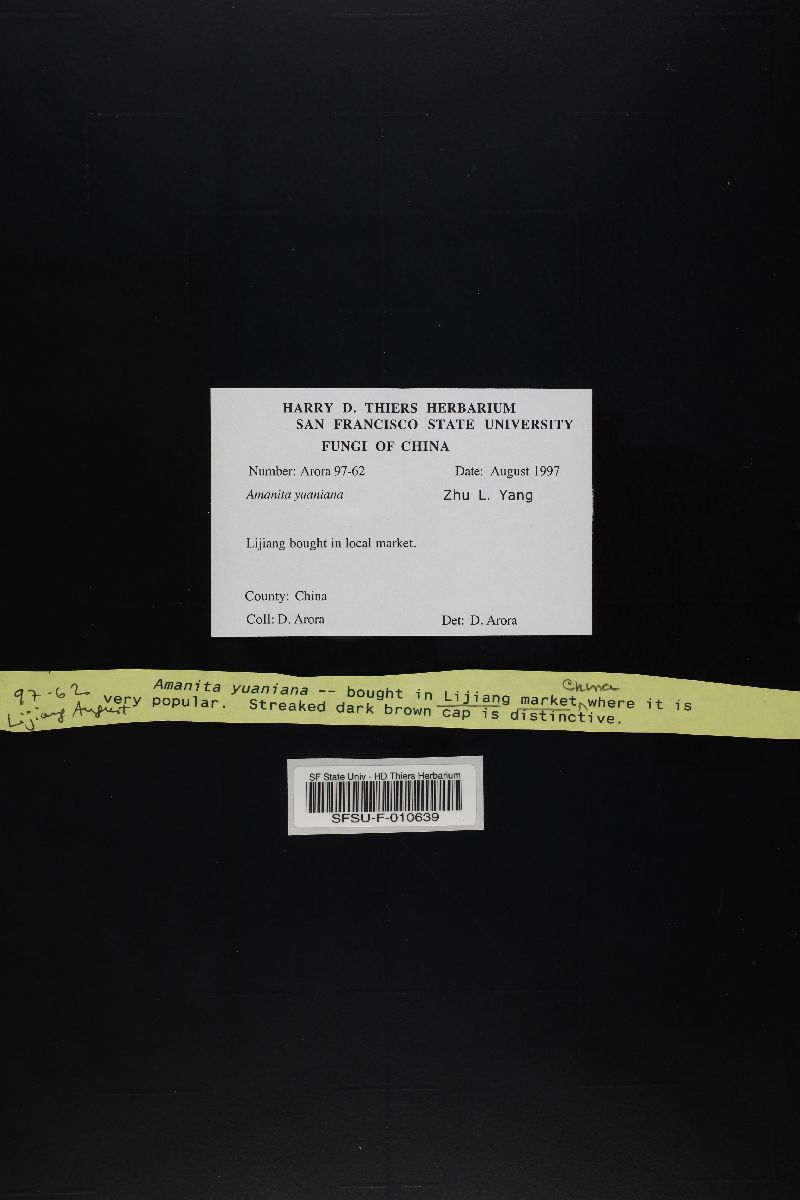 HARRY D. THIERS HERBARIUM
SAN FRANCISCO STATE UNIVERSITY
FUNGI OF CHINA
Number: Arora 97-62 Date: August 1997
Amanita yuaniana Zhu L. Yang
Lijiang bought in local market.
County: China
Coll: D. Arora Det: D. Arora
97-62 Amanita yuaniana -- bought in Lijiang market, China where it is
Lijiang August very popular. Streaked dark brown cap is distinctive.
SF State Univ - HD Thiers Herbarium
SFSU-F-010639